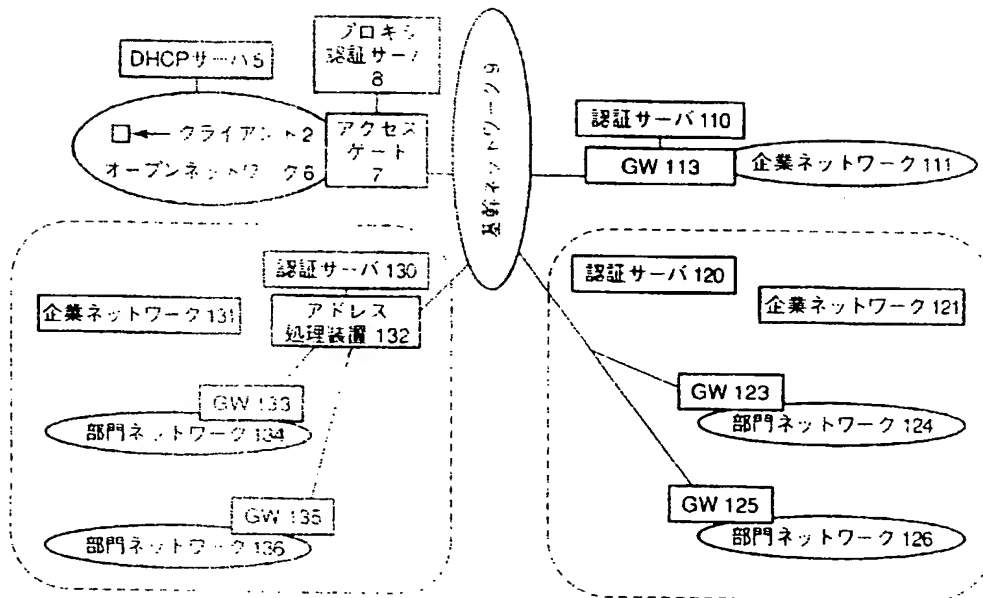 プロキシ
認証サーバ
8
DHCPサーバ5
クライアント2
オープンネットワーク6
アクセス
ゲート
7
基幹ネットワーク9
認証サーバ110
GW 113
企業ネットワーク111
認証サーバ130
企業ネットワーク131
アドレス
処理装置132
GW 133
部門ネットワーク134
GW 135
部門ネットワーク136
認証サーバ120
企業ネットワーク121
GW 123
部門ネットワーク124
GW 125
部門ネットワーク126